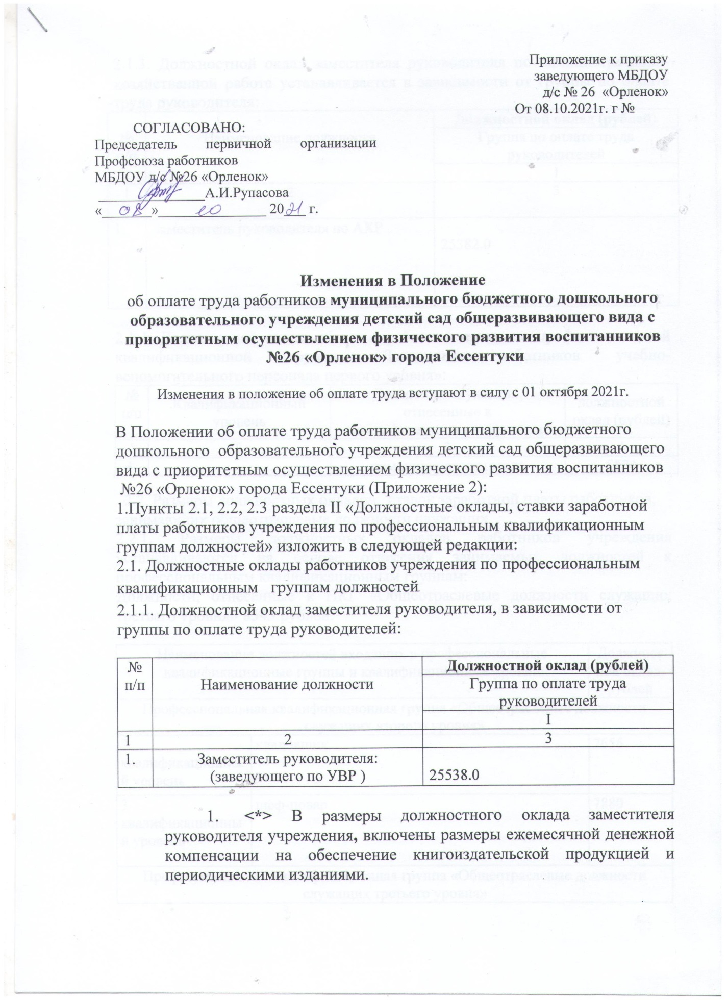 Приложение к приказу
заведующего МБДОУ
д/с № 26 «Орленок»
От 08.10.2021г. г №
СОГЛАСОВАНО:
Председатель первичной организации
Профсоюза работников
МБДОУ д/с №26 «Орленок»
_______________А.И.Рупасова
«_08_»_10_ 2021 г.
Изменения в Положение
об оплате труда работников муниципального бюджетного дошкольного
образовательного учреждения детский сад общеразвивающего вида с
приоритетным осуществлением физического развития воспитанников
№26 «Орленок» города Ессентуки
Изменения в положение об оплате труда вступают в силу с 01 октября 2021г.
В Положении об оплате труда работников муниципального бюджетного
дошкольного образовательного учреждения детский сад общеразвивающего
вида с приоритетным осуществлением физического развития воспитанников
№26 «Орленок» города Ессентуки (Приложение 2):
1.Пункты 2.1, 2.2, 2.3 раздела II «Должностные оклады, ставки заработной
платы работников учреждения по профессиональным квалификационным
группам должностей» изложить в следующей редакции:
2.1. Должностные оклады работников учреждения по профессиональным
квалификационным группам должностей
2.1.1. Должностной оклад заместителя руководителя, в зависимости от
группы по оплате труда руководителей:
№ п/п
Наименование должности
Должностной оклад (рублей)
Группа по оплате труда
руководителей
I
1 2 3
1. Заместитель руководителя:
(заведующего по УВР ) 25538.0
1. <*> В размеры должностного оклада заместителя
руководителя учреждения, включены размеры ежемесячной денежной
компенсации на обеспечение книгоиздательской продукцией и
периодическими изданиями.